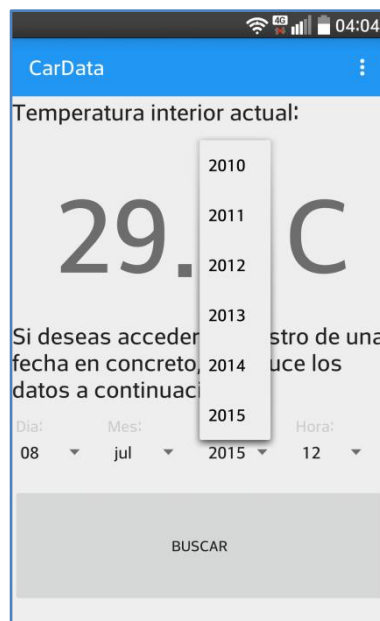 4G 04:04
CarData
Temperatura interior actual:
29. C
2010
2011
2012
2013
2014
2015
Si deseas acceder stro de una
fecha en concreto, uce los
datos a continuaci
Dia: Mes: Hora:
08 jul 2015 12
BUSCAR